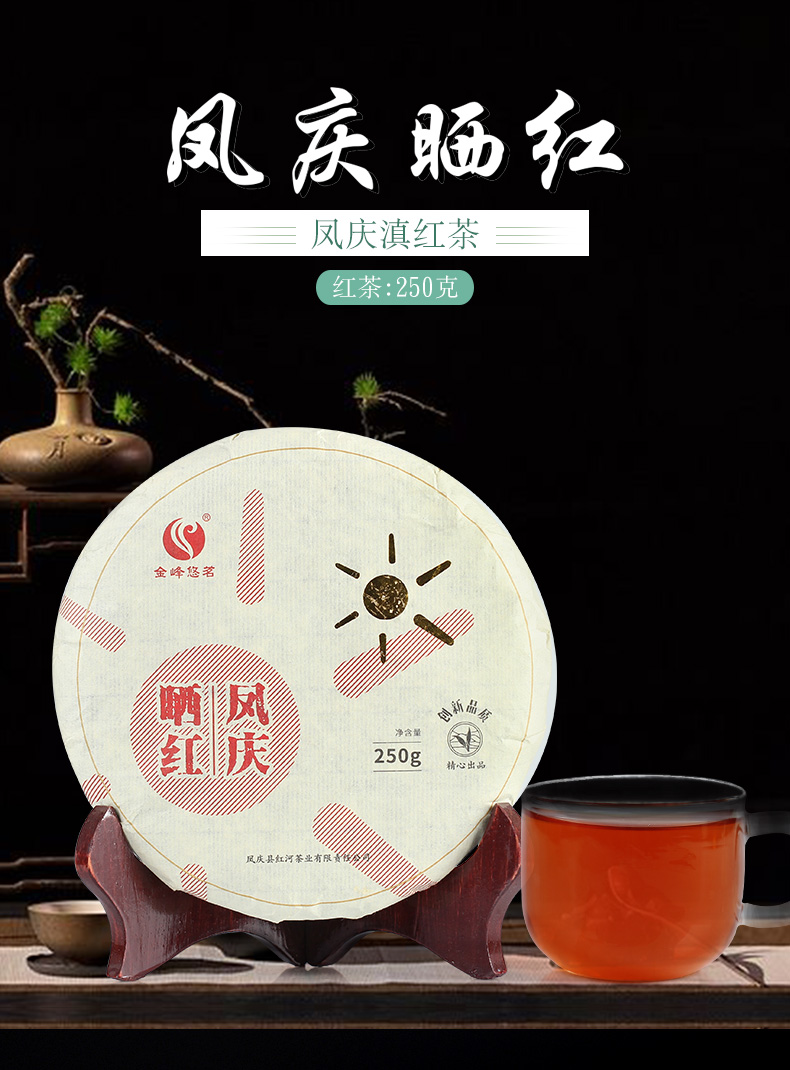 凤庆晒红
凤庆滇红茶
红茶:250克
®
金峰悠茗
凤庆
晒红
净含量
250g
创新品质
精心出品
凤庆县红河茶业有限责任公司